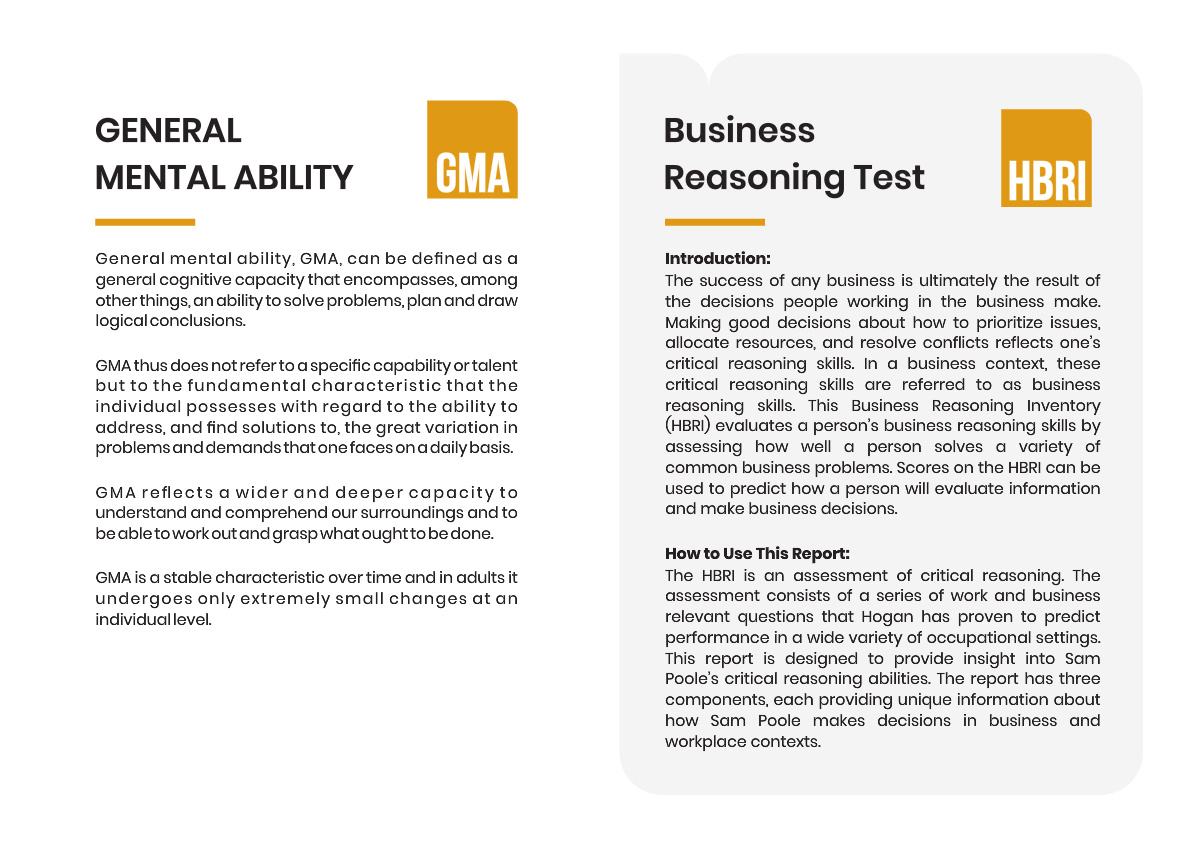 GENERAL
MENTAL ABILITY
GMA
General mental ability, GMA, can be defined as a
general cognitive capacity that encompasses, among
other things, an ability to solve problems, plan and draw
logical conclusions.
GMA thus does not refer to a specific capability or talent
but to the fundamental characteristic that the
individual possesses with regard to the ability to
address, and find solutions to, the great variation in
problems and demands that one faces on a daily basis.
GMA reflects a wider and deeper capacity to
understand and comprehend our surroundings and to
be able to work out and grasp what ought to be done.
GMA is a stable characteristic over time and in adults it
undergoes only extremely small changes at an
individual level.
Business
Reasoning Test
HBRI
Introduction:
The success of any business is ultimately the result of
the decisions people working in the business make.
Making good decisions about how to prioritize issues,
allocate resources, and resolve conflicts reflects one's
critical reasoning skills. In a business context, these
critical reasoning skills are referred to as business
reasoning skills. This Business Reasoning Inventory
(HBRI) evaluates a person's business reasoning skills by
assessing how well a person solves a variety of
common business problems. Scores on the HBRI can be
used to predict how a person will evaluate information
and make business decisions.
How to Use This Report:
The HBRI is an assessment of critical reasoning. The
assessment consists of a series of work and business
relevant questions that Hogan has proven to predict
performance in a wide variety of occupational settings.
This report is designed to provide insight into Sam
Poole's critical reasoning abilities. The report has three
components, each providing unique information about
how Sam Poole makes decisions in business and
workplace contexts.